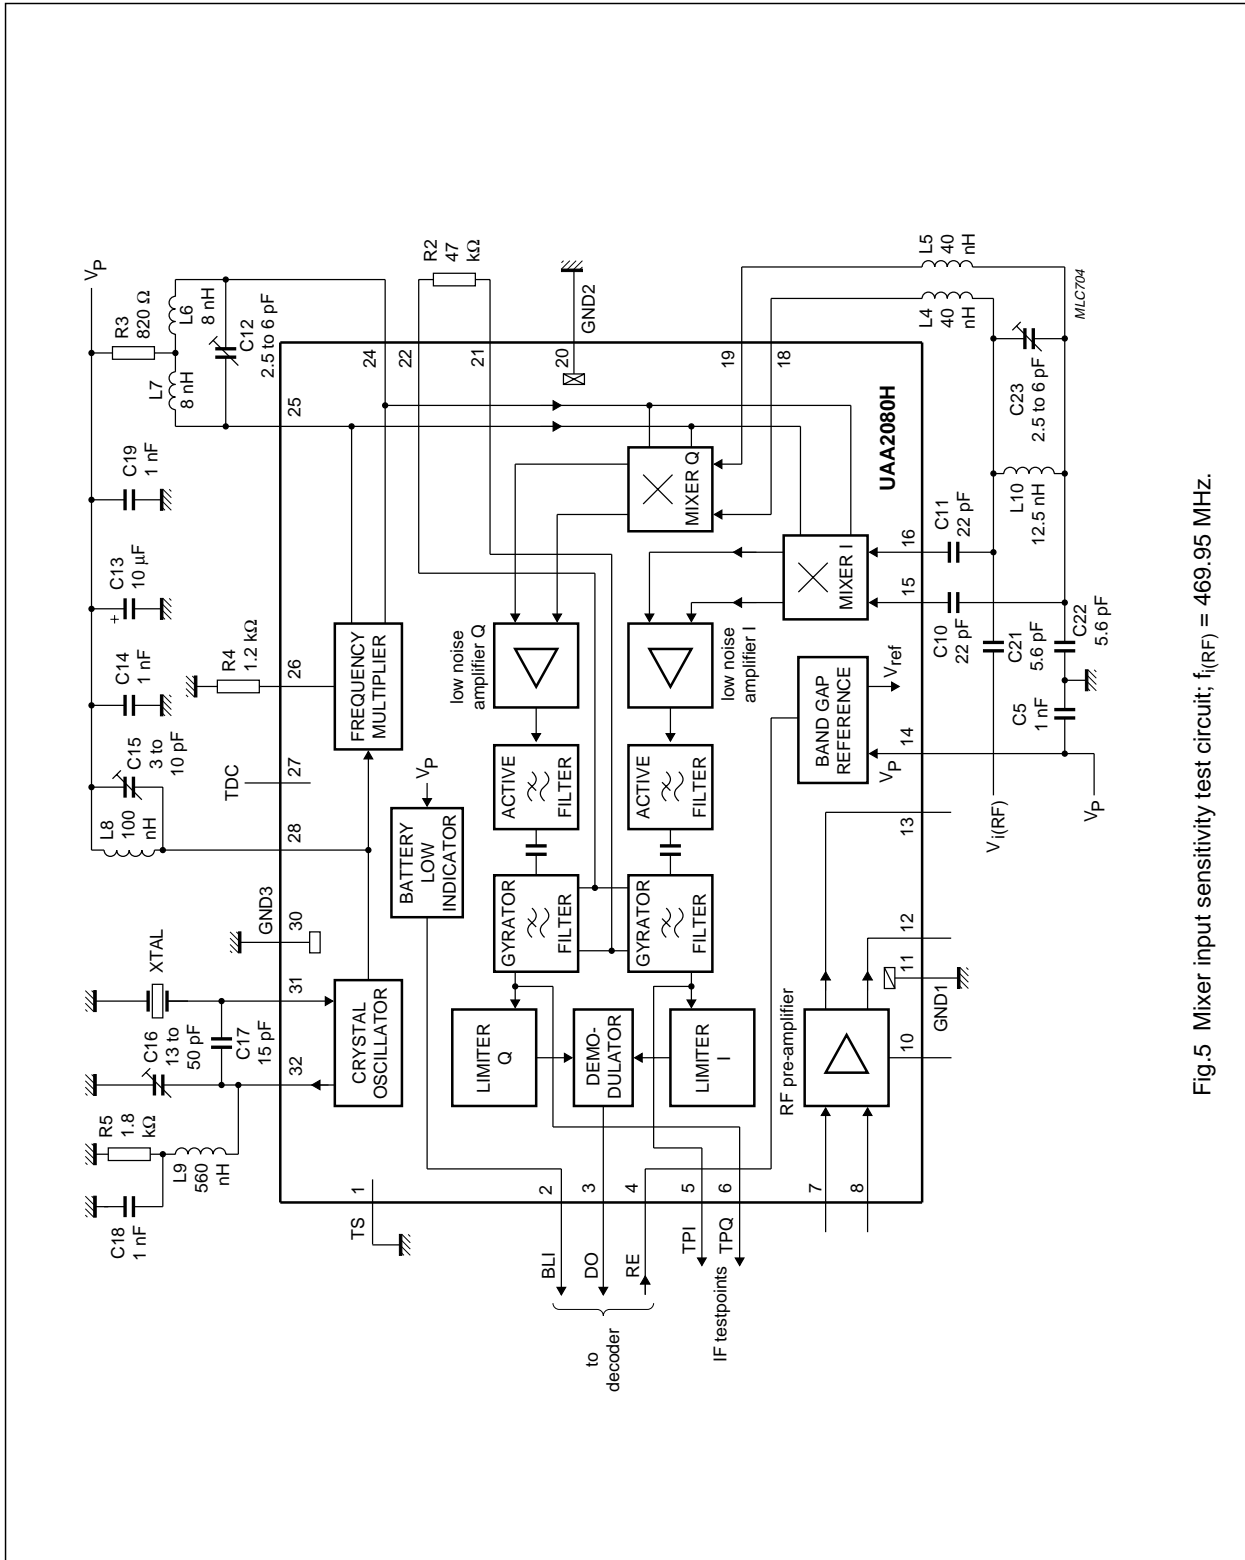 V_P
R3
820 Ω
L6
8 nH
L7
8 nH
C12
2.5 to 6 pF
C19
1 nF
C13
10 µF
+
C14
1 nF
C15
3 to
10 pF
L8
100
nH
R4
1.2 kΩ
TDC
GND3
XTAL
C16
13 to
50 pF
C17
15 pF
R5
1.8
kΩ
L9
560
nH
C18
1 nF
R2
47
kΩ
GND2
25
24
22
21
20
19
18
26
27
28
30
31
32
1
TS
FREQUENCY
MULTIPLIER
V_P
BATTERY
LOW
INDICATOR
CRYSTAL
OSCILLATOR
low noise
amplifier Q
ACTIVE
FILTER
GYRATOR
FILTER
LIMITER
Q
MIXER Q
low noise
amplifier I
ACTIVE
FILTER
GYRATOR
FILTER
LIMITER
I
DEMO-
DULATOR
MIXER I
UAA2080H
BAND GAP
REFERENCE
V_ref
V_P
RF pre-amplifier
2
3
4
5
6
7
8
10
11
12
13
14
15
16
BLI
DO
RE
TPI
TPQ
to
decoder
IF testpoints
GND1
C10
22 pF
C11
22 pF
C21
5.6 pF
C22
5.6 pF
C5
1 nF
V_i(RF)
V_P
L10
12.5 nH
C23
2.5 to 6 pF
L4
40
nH
L5
40
nH
MLC704
Fig.5 Mixer input sensitivity test circuit; f_i(RF) = 469.95 MHz.